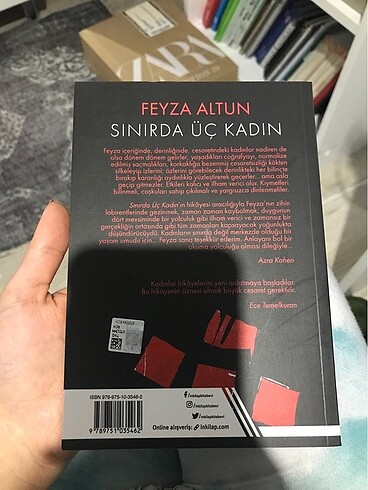 ZARA
FEYZA ALTUN
SINIRDA ÜÇ KADIN
Feyza içeriğinde, derinliğinde, cesaretindeki kadınlar nadiren de
olsa dönem dönem gelirler, yaşadıkları coğrafyayı, normalize
edilmiş saçmalıkları, korkaklığa bezenmiş cesaretsizliği kökten
silkeleyip izlerini; özlerini görebilecek derinlikteki her bilinçte
bırakıp karanlığı aydınlıkla yüzleştirerek geçerler, ama asla
geçip gitmezler. Etkileri kalıcı ve ilham verici olur. Kıymetleri
bilinmeli, coşkuları sahip çıkılmalı ve yargısızca dinlenmeliler.
Sınırda Üç Kadın'ın hikâyesi aracılığıyla Feyza'nın zihin
labirentlerinde gezinmek, zaman zaman kaybolmak, duygunun
dört mevsiminde bir yolculuk gibi ilham verici ve zamansız bir
gerçekliğin ortasında gibi tüm zamanları kapsayacak yoğunlukta
düşündürücüydü. Kadınların sınırda değil merkezde olduğu bir
yaşam umudu için... Feyza sana teşekkür ederim. Anlayanı bol bir
okuma yolculuğu olması dileğiyle...
Azra Kohen
Kadınlar hikâyelerini yeni anlatmaya başladılar.
Bu hikayenin öznesi olmak büyük cesaret gerektirir.
Ece Temelkuran
ISBN 978-975-10-3546-2
9 789751 035462
/inkilapkitabevi
/inkilapkitabevi
/inkilapkitabevi
Online alışveriş: inkilap.com